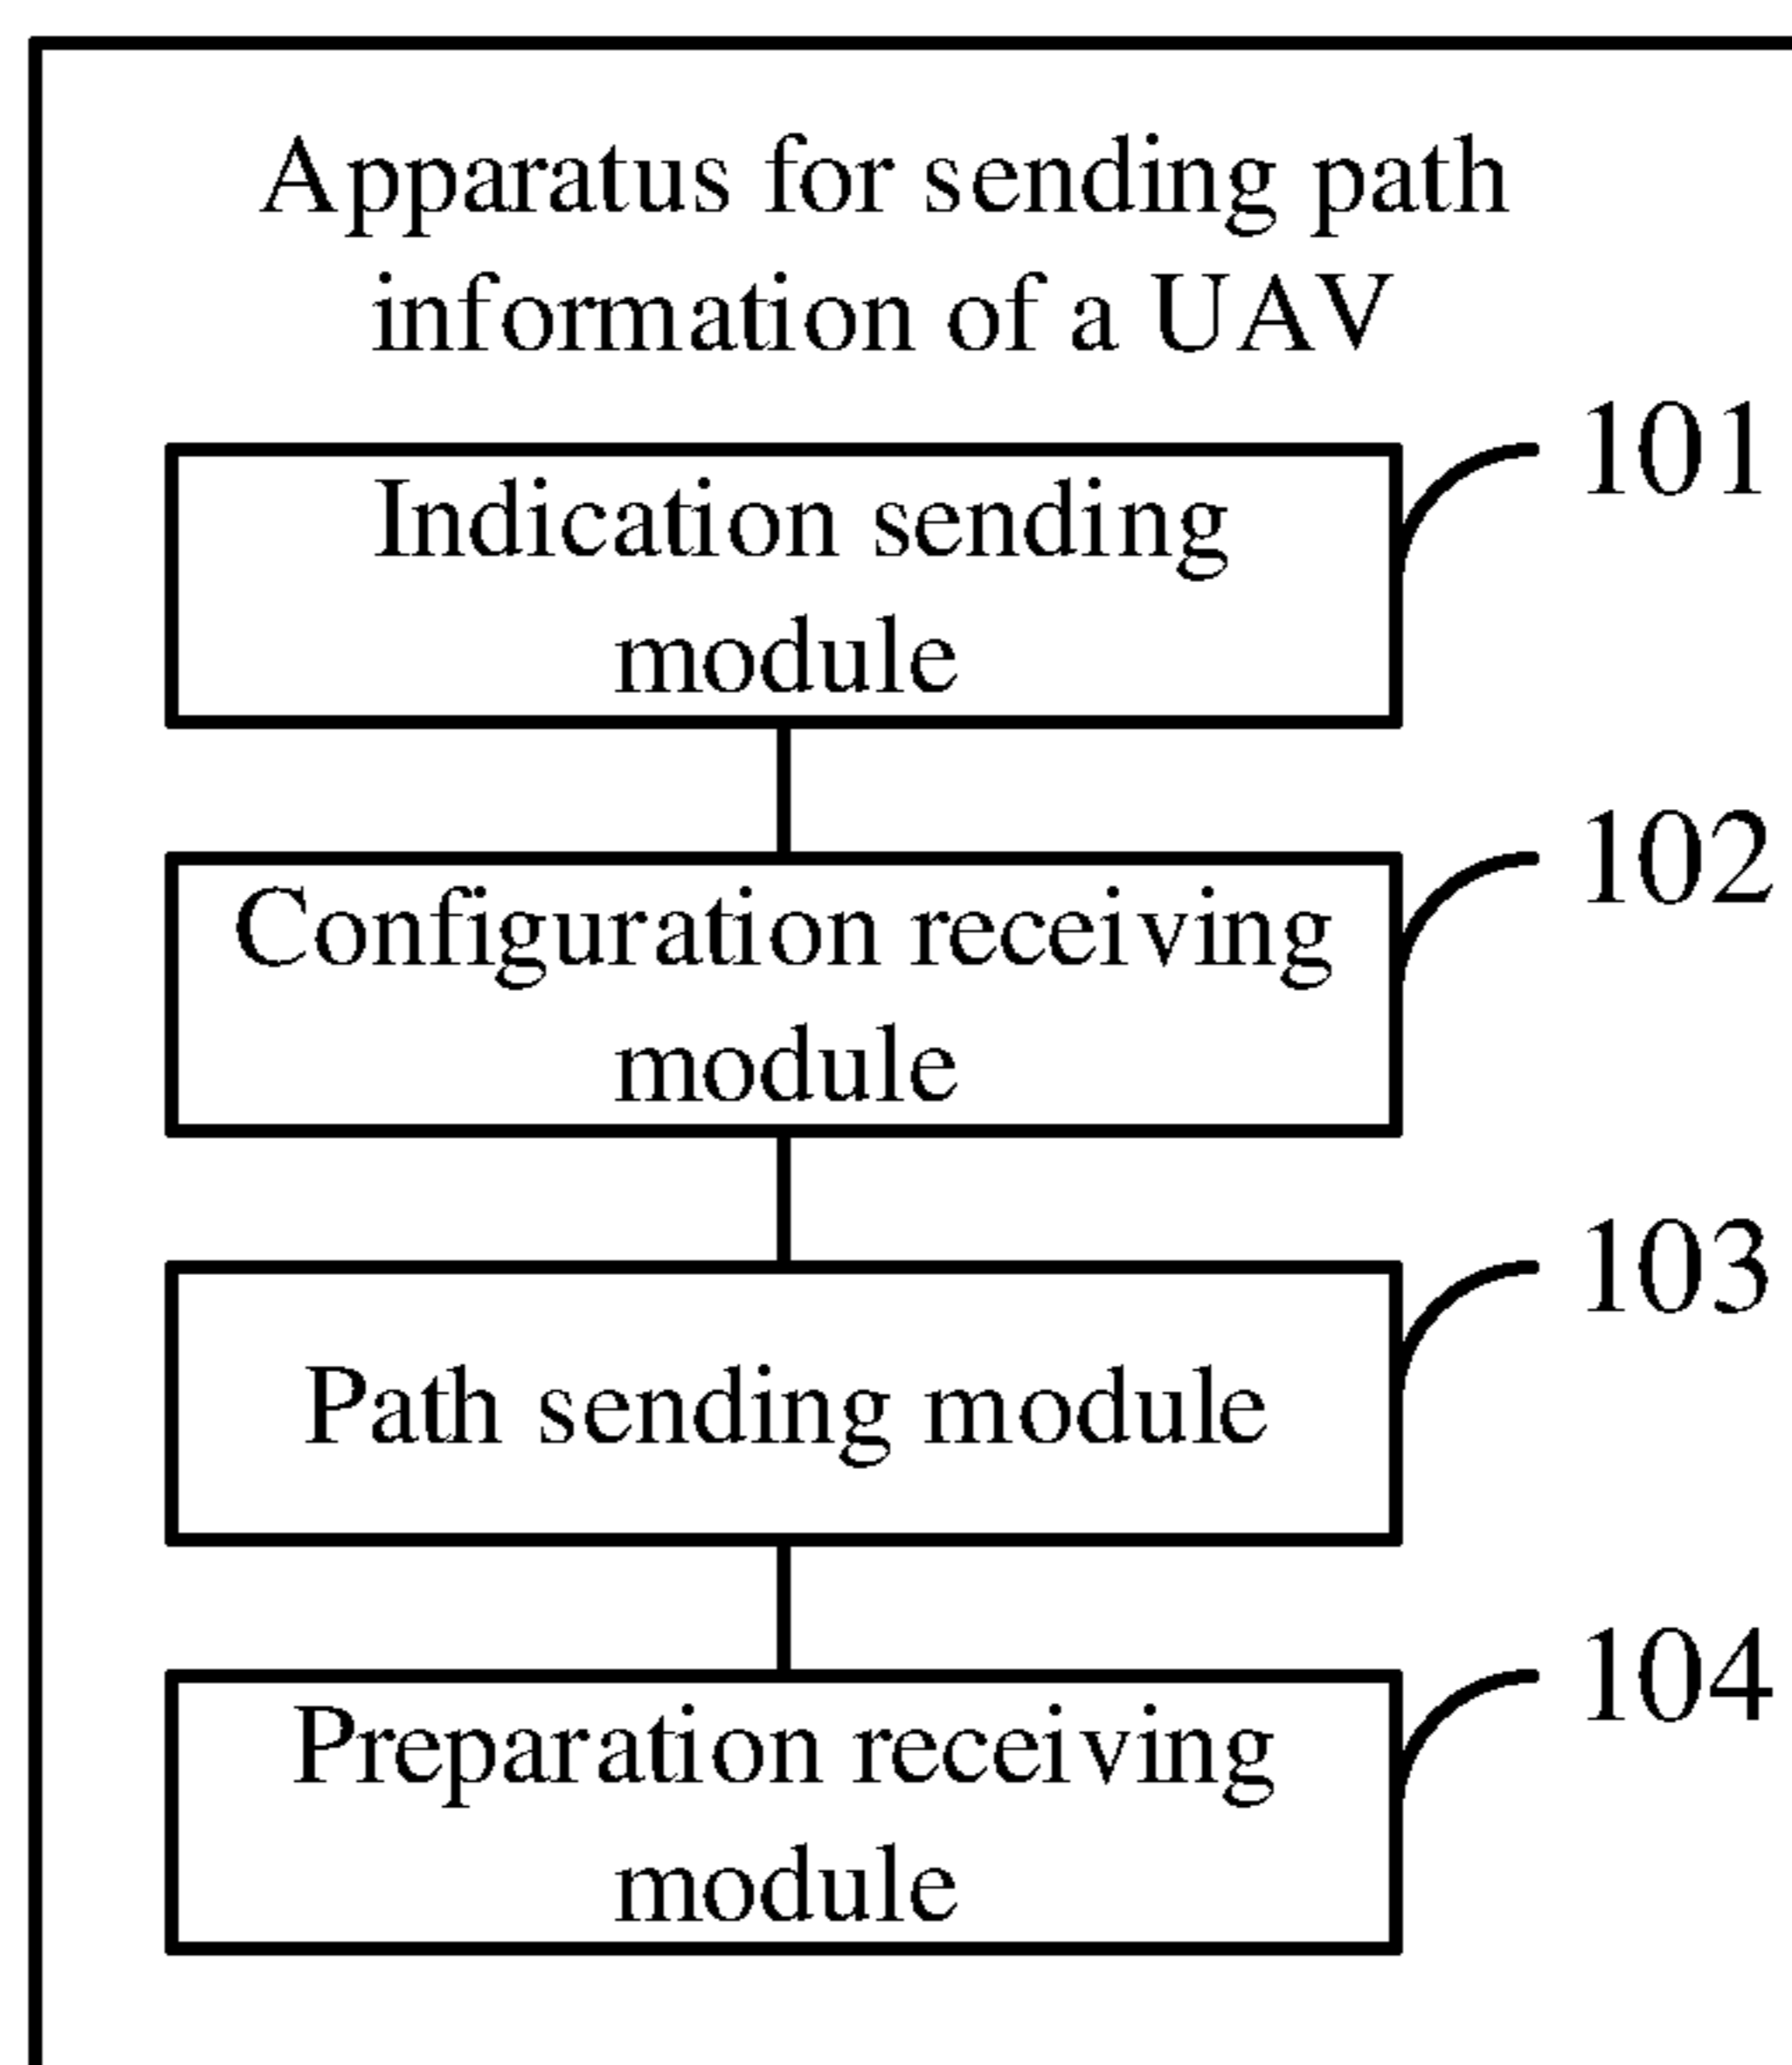 Apparatus for sending path
information of a UAV
101
Indication sending
module
102
Configuration receiving
module
103
Path sending module
104
Preparation receiving
module